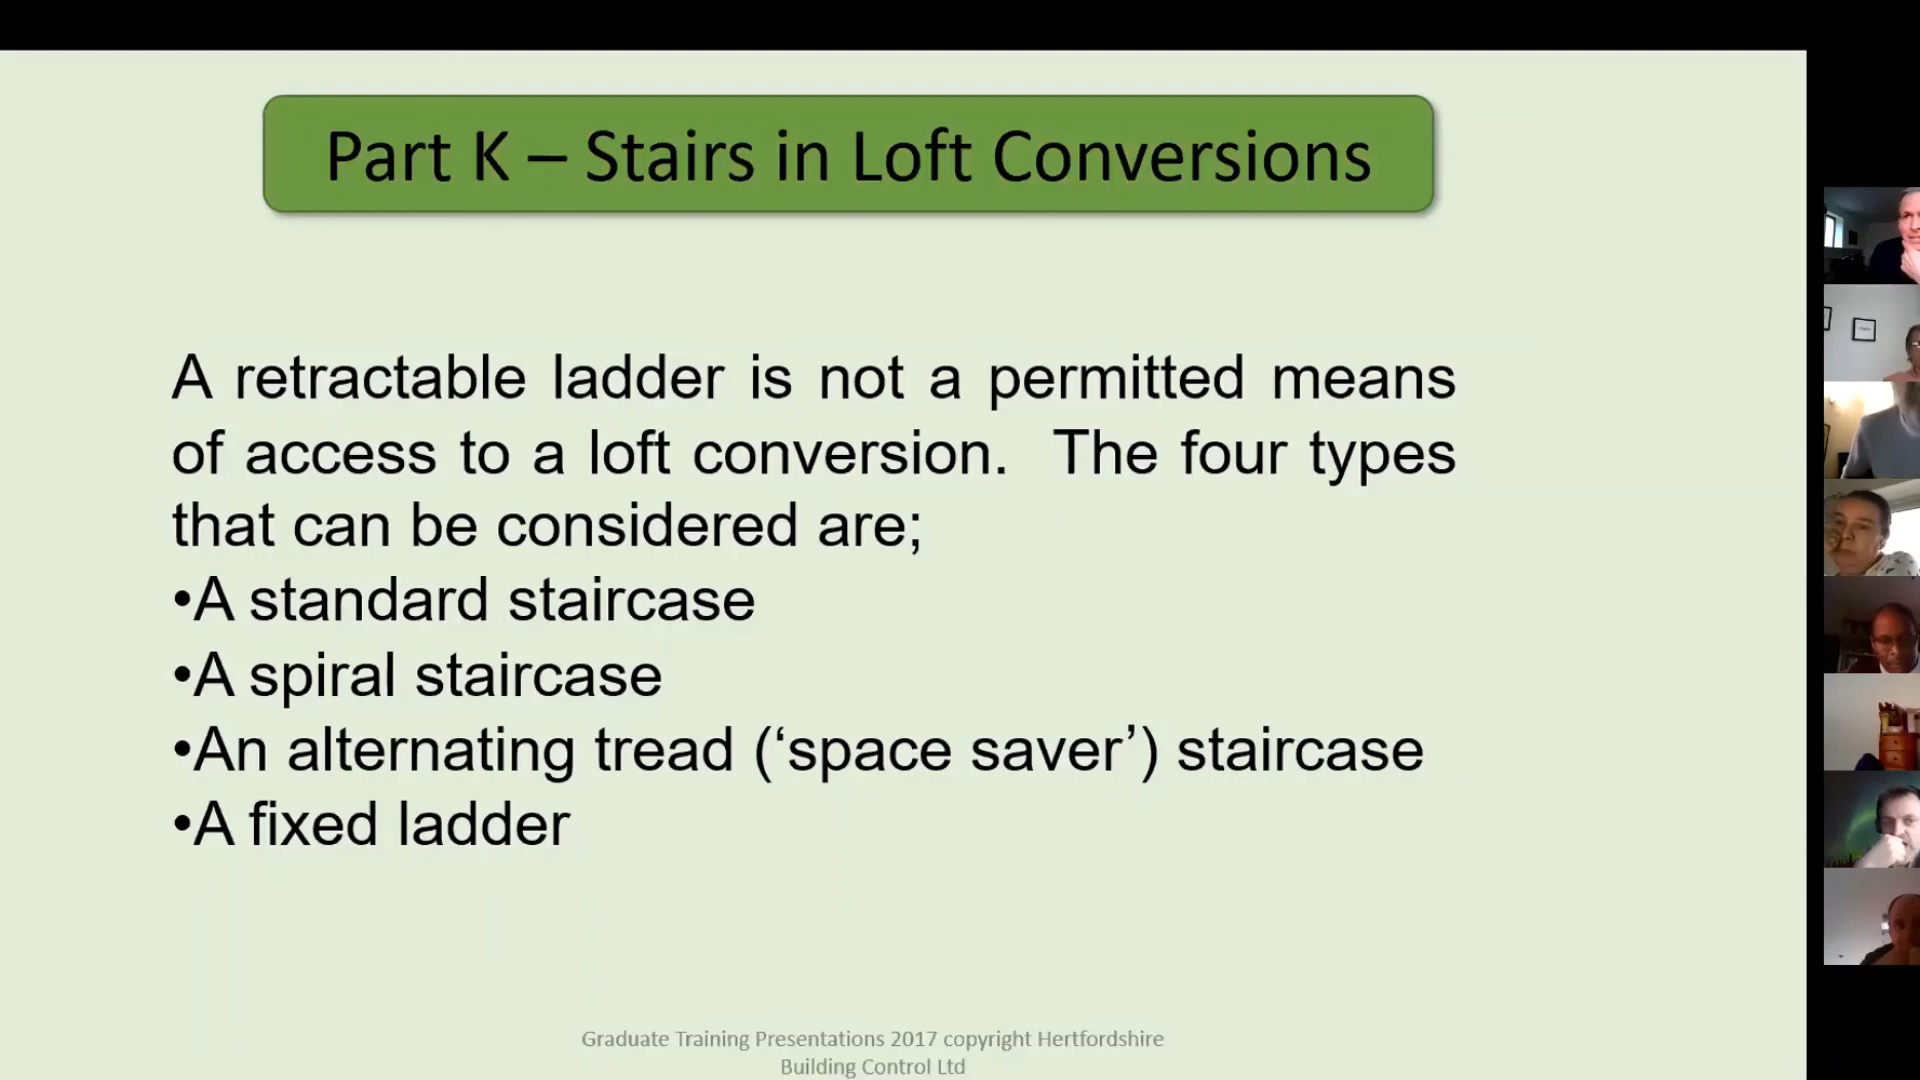 Part K – Stairs in Loft Conversions
A retractable ladder is not a permitted means
of access to a loft conversion.  The four types
that can be considered are;
•A standard staircase
•A spiral staircase
•An alternating tread (‘space saver’) staircase
•A fixed ladder
Graduate Training Presentations 2017 copyright Hertfordshire
Building Control Ltd